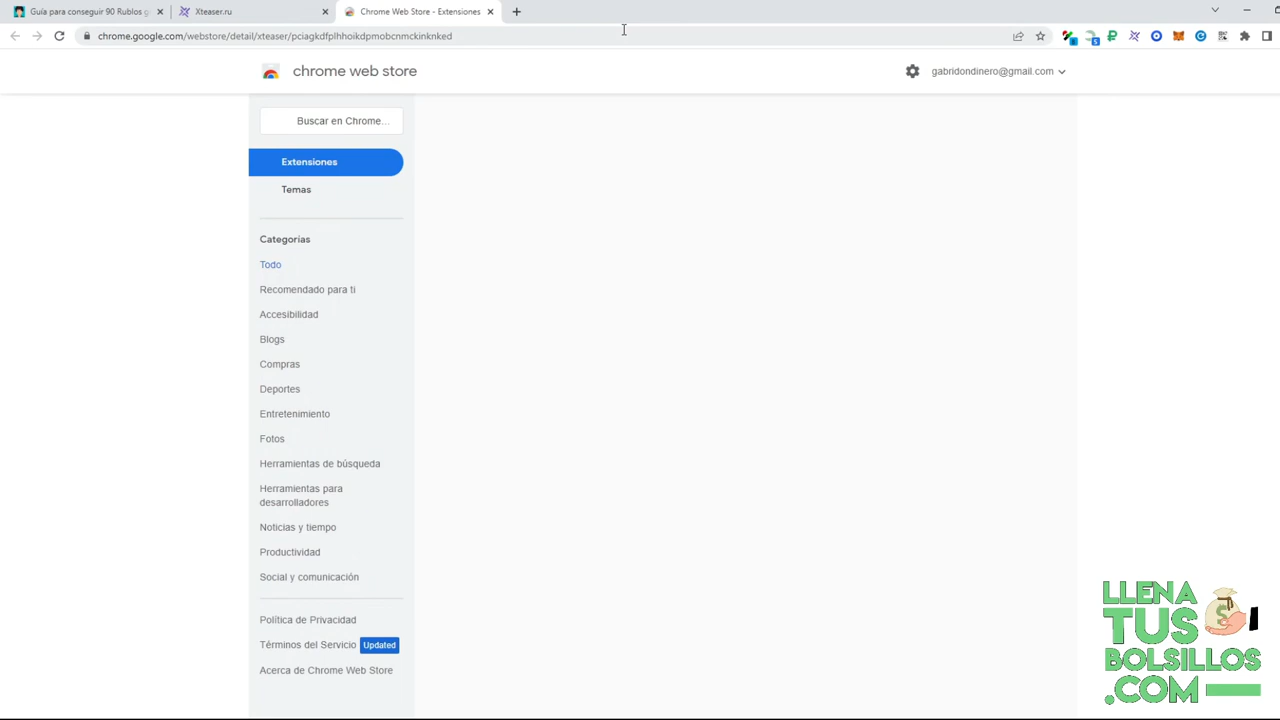 Guía para conseguir 90 Rublos g
Xteaser.ru
Chrome Web Store - Extensiones
chrome.google.com/webstore/detail/xteaser/pciagkdfplhhoikdpmobcnmckinknked
chrome web store
gabridondinero@gmail.com
Buscar en Chrome...
Extensiones
Temas
Categorías
Todo
Recomendado para ti
Accesibilidad
Blogs
Compras
Deportes
Entretenimiento
Fotos
Herramientas de búsqueda
Herramientas para
desarrolladores
Noticias y tiempo
Productividad
Social y comunicación
Política de Privacidad
Términos del Servicio Updated
Acerca de Chrome Web Store
LLENA
TUS
BOLSILLOS
.COM